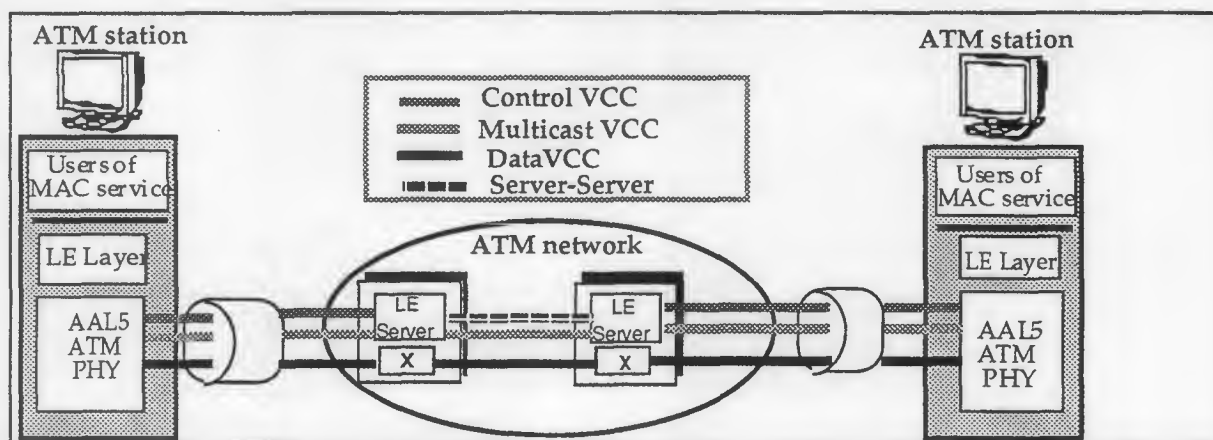 ATM station
ATM station
Control VCC
Multicast VCC
DataVCC
Server-Server
Users of
MAC service
LE Layer
AAL5
ATM
PHY
ATM network
LE
Server
X
LE
Server
X
Users of
MAC service
LE Layer
AAL5
ATM
PHY